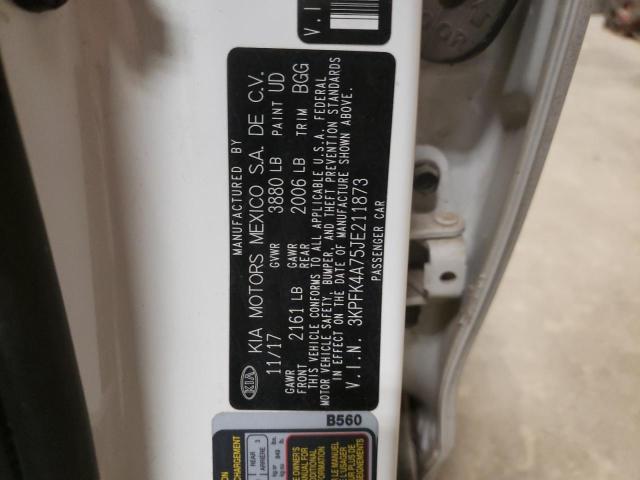 V.I.
MANUFACTURED BY
KIA KIA MOTORS MEXICO S.A. DE C.V.
11/17 GVWR 3880 LB PAINT UD
GAWR FRONT 2161 LB GAWR REAR 2006 LB TRIM BGG
THIS VEHICLE CONFORMS TO ALL APPLICABLE U.S.A. FEDERAL
MOTOR VEHICLE SAFETY, BUMPER, AND THEFT PREVENTION STANDARDS
IN EFFECT ON THE DATE OF MANUFACTURE SHOWN ABOVE.
V.I.N. 3KPFK4A75JE211873
PASSENGER CAR
B560
REAR
ARRIÈRE